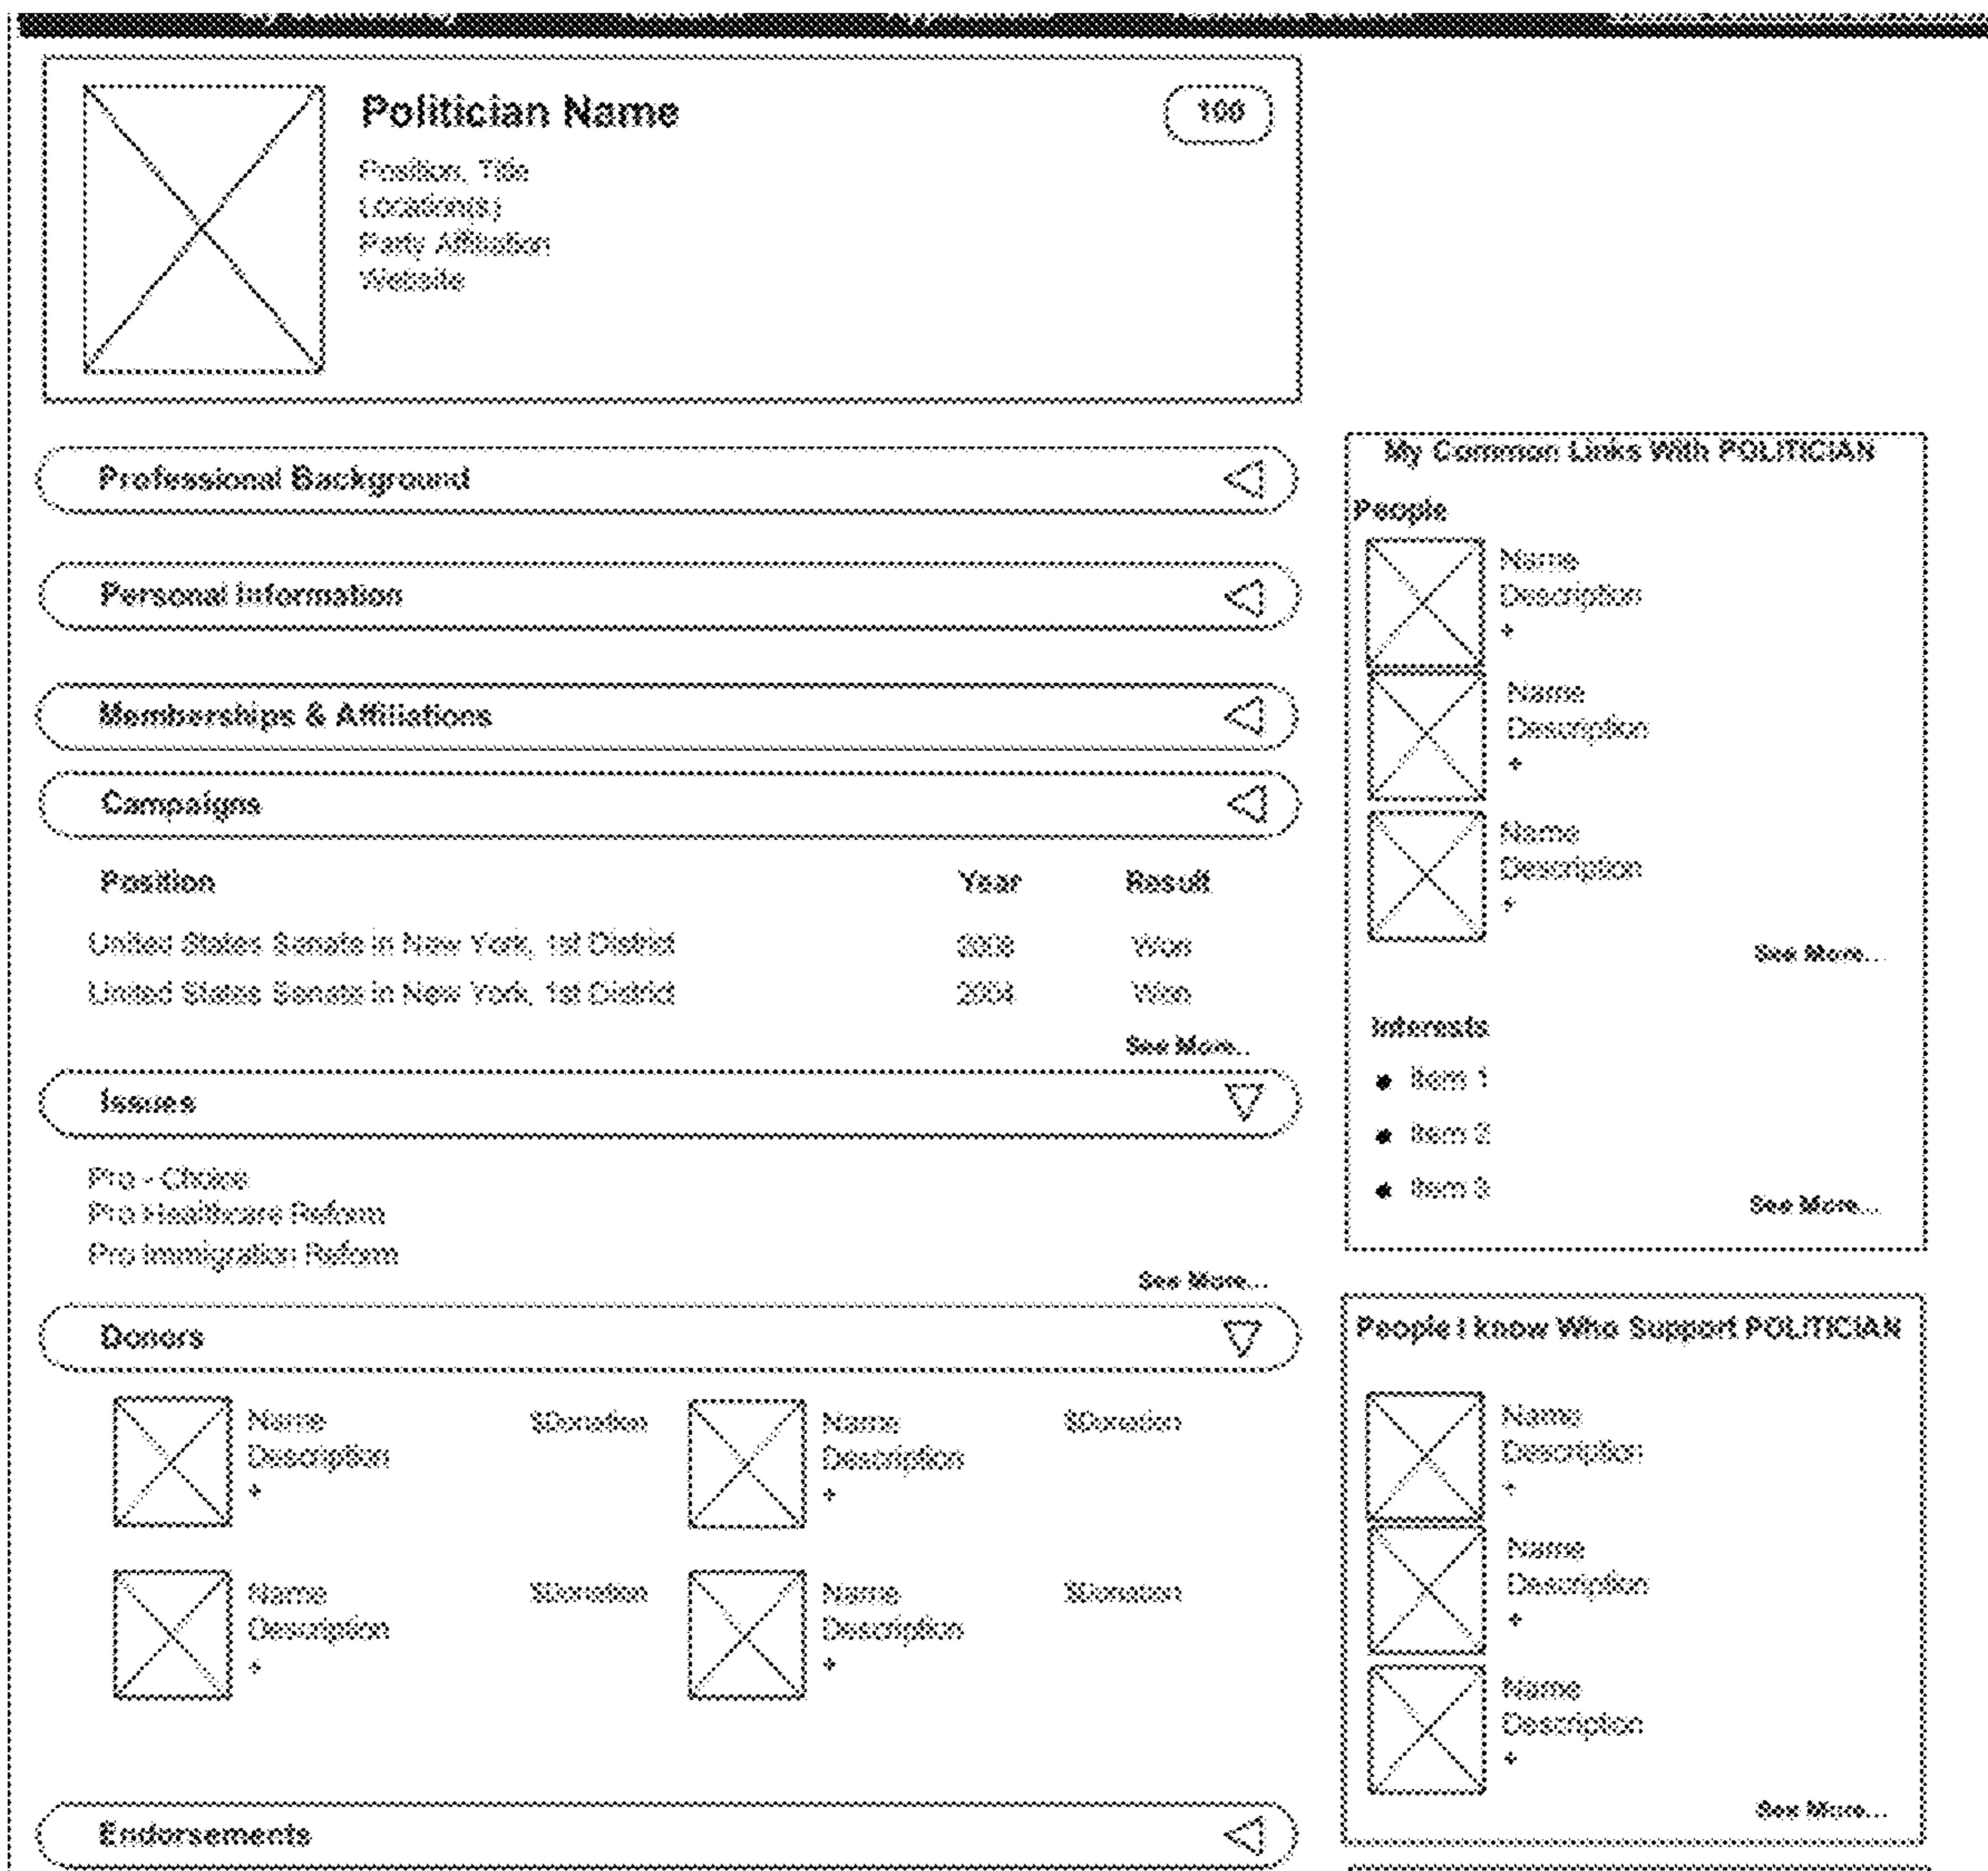 Politician Name
100
Position, Title
Location(s)
Party Affiliation
Website
Professional Background
Personal Information
Memberships & Affiliations
Campaigns
Position Year Result
United States Senate in New York, 1st District 2008 Won
United States Senate in New York, 1st District 2004 Won
See More...
Issues
Pro - Choice
Pro Healthcare Reform
Pro Immigration Reform
See More...
Donors
Name $Donation Name $Donation
Description Description
+ +
Name $Donation Name $Donation
Description Description
+ +
Endorsements
My Common Links With POLITICIAN
People
Name
Description
+
Name
Description
+
Name
Description
+
See More...
Interests
• Item 1
• Item 2
• Item 3
See More...
People I know Who Support POLITICIAN
Name
Description
+
Name
Description
+
Name
Description
+
See More...